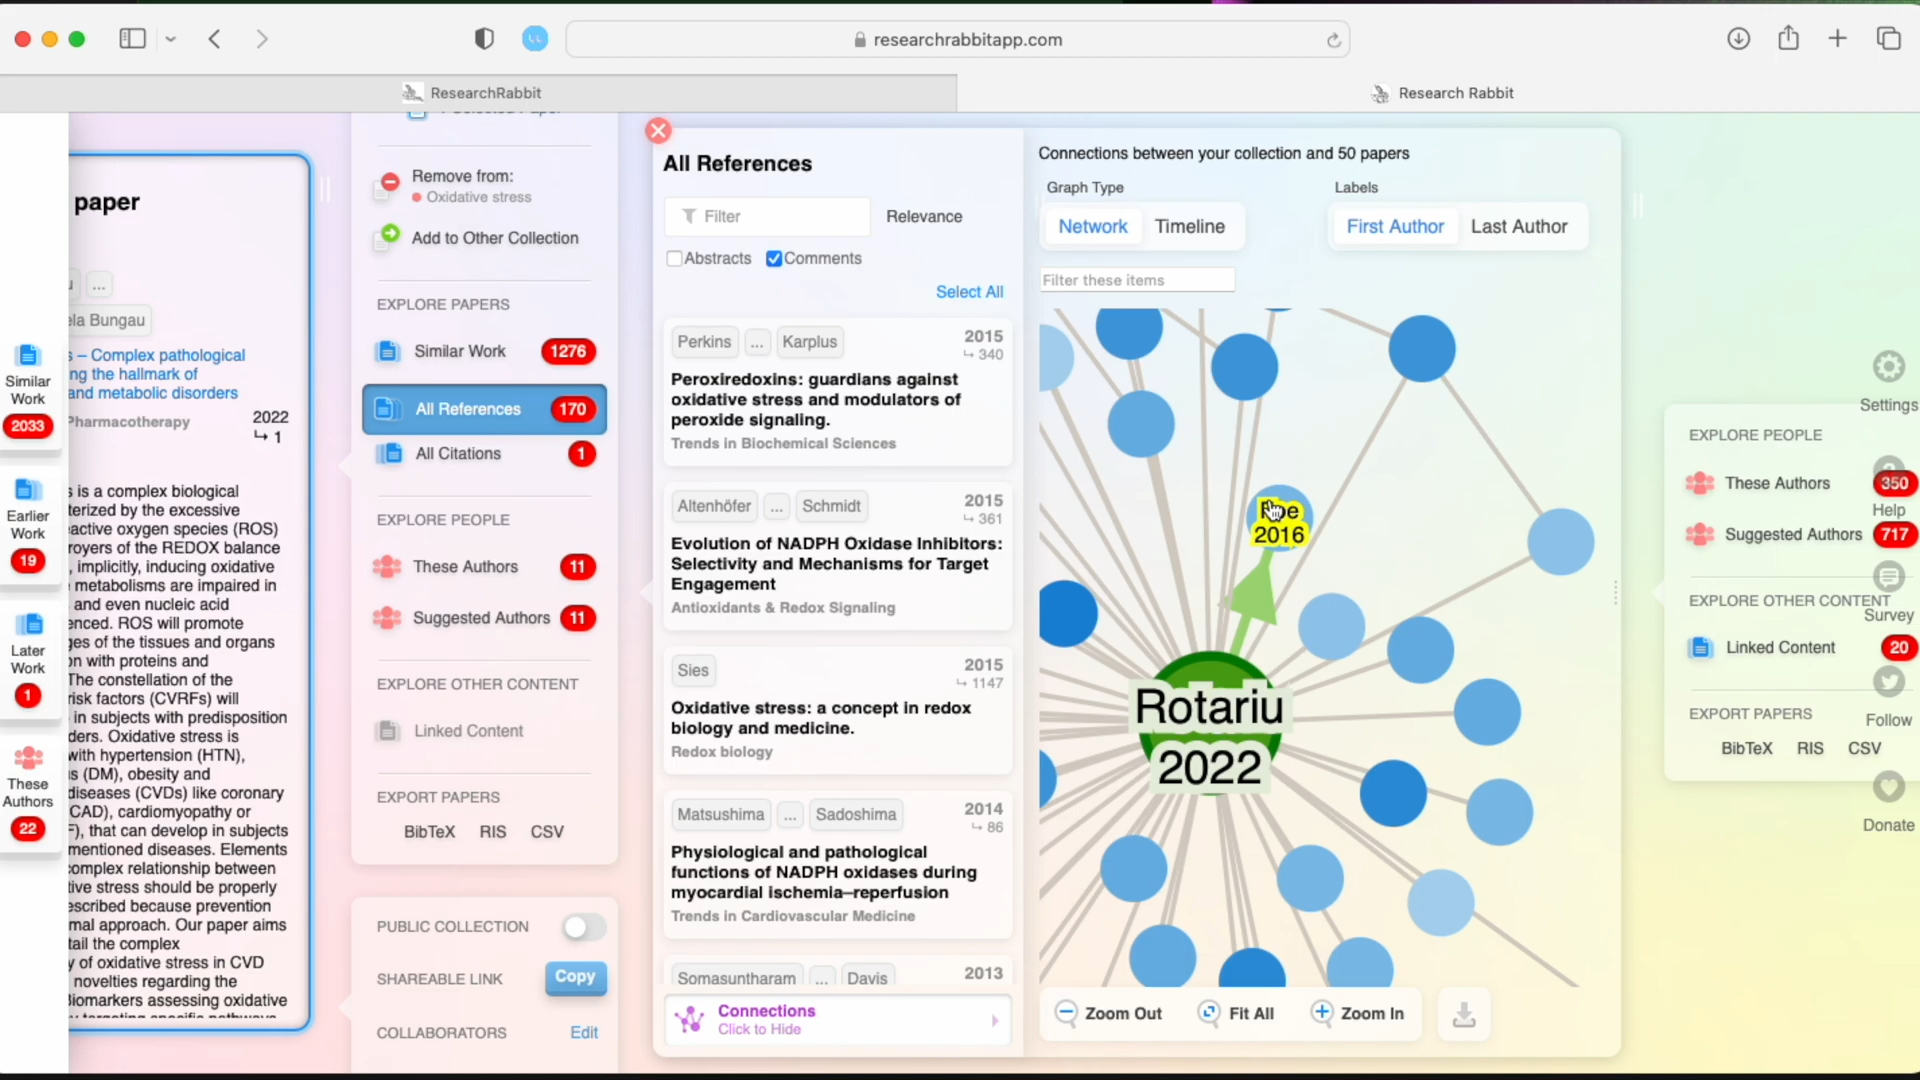 researchrabbitapp.com
ResearchRabbit
Research Rabbit
Similar
Work
2033
Earlier
Work
19
Later
Work
1
These
Authors
22
paper
...
ela Bungau
s – Complex pathological
ng the hallmark of
and metabolic disorders
Pharmacotherapy
2022
1
s is a complex biological
terized by the excessive
active oxygen species (ROS)
royers of the REDOX balance
, implicitly, inducing oxidative
metabolisms are impaired in
and even nucleic acid
enced. ROS will promote
ges of the tissues and organs
on with proteins and
The constellation of the
risk factors (CVRFs) will
in subjects with predisposition
ders. Oxidative stress is
with hypertension (HTN),
s (DM), obesity and
diseases (CVDs) like coronary
CAD), cardiomyopathy or
F), that can develop in subjects
mentioned diseases. Elements
complex relationship between
tive stress should be properly
escribed because prevention
mal approach. Our paper aims
tail the complex
y of oxidative stress in CVD
novelties regarding the
Biomarkers assessing oxidative
Remove from:
Oxidative stress
Add to Other Collection
EXPLORE PAPERS
Similar Work 1276
All References 170
All Citations 1
EXPLORE PEOPLE
These Authors 11
Suggested Authors 11
EXPLORE OTHER CONTENT
Linked Content
EXPORT PAPERS
BibTeX RIS CSV
PUBLIC COLLECTION
SHAREABLE LINK Copy
COLLABORATORS Edit
All References
Filter Relevance
Abstracts Comments
Select All
Perkins ... Karplus 2015
340
Peroxiredoxins: guardians against
oxidative stress and modulators of
peroxide signaling.
Trends in Biochemical Sciences
Altenhöfer ... Schmidt 2015
361
Evolution of NADPH Oxidase Inhibitors:
Selectivity and Mechanisms for Target
Engagement
Antioxidants & Redox Signaling
Sies 2015
1147
Oxidative stress: a concept in redox
biology and medicine.
Redox biology
Matsushima ... Sadoshima 2014
86
Physiological and pathological
functions of NADPH oxidases during
myocardial ischemia–reperfusion
Trends in Cardiovascular Medicine
Somasuntharam ... Davis 2013
Connections
Click to Hide
Connections between your collection and 50 papers
Graph Type Labels
Network Timeline First Author Last Author
Filter these items
2016
Rotariu
2022
Zoom Out Fit All Zoom In
EXPLORE PEOPLE
These Authors 350
Suggested Authors 717
EXPLORE OTHER CONTENT
Linked Content 20
EXPORT PAPERS
BibTeX RIS CSV
Settings
Help
Survey
Follow
Donate